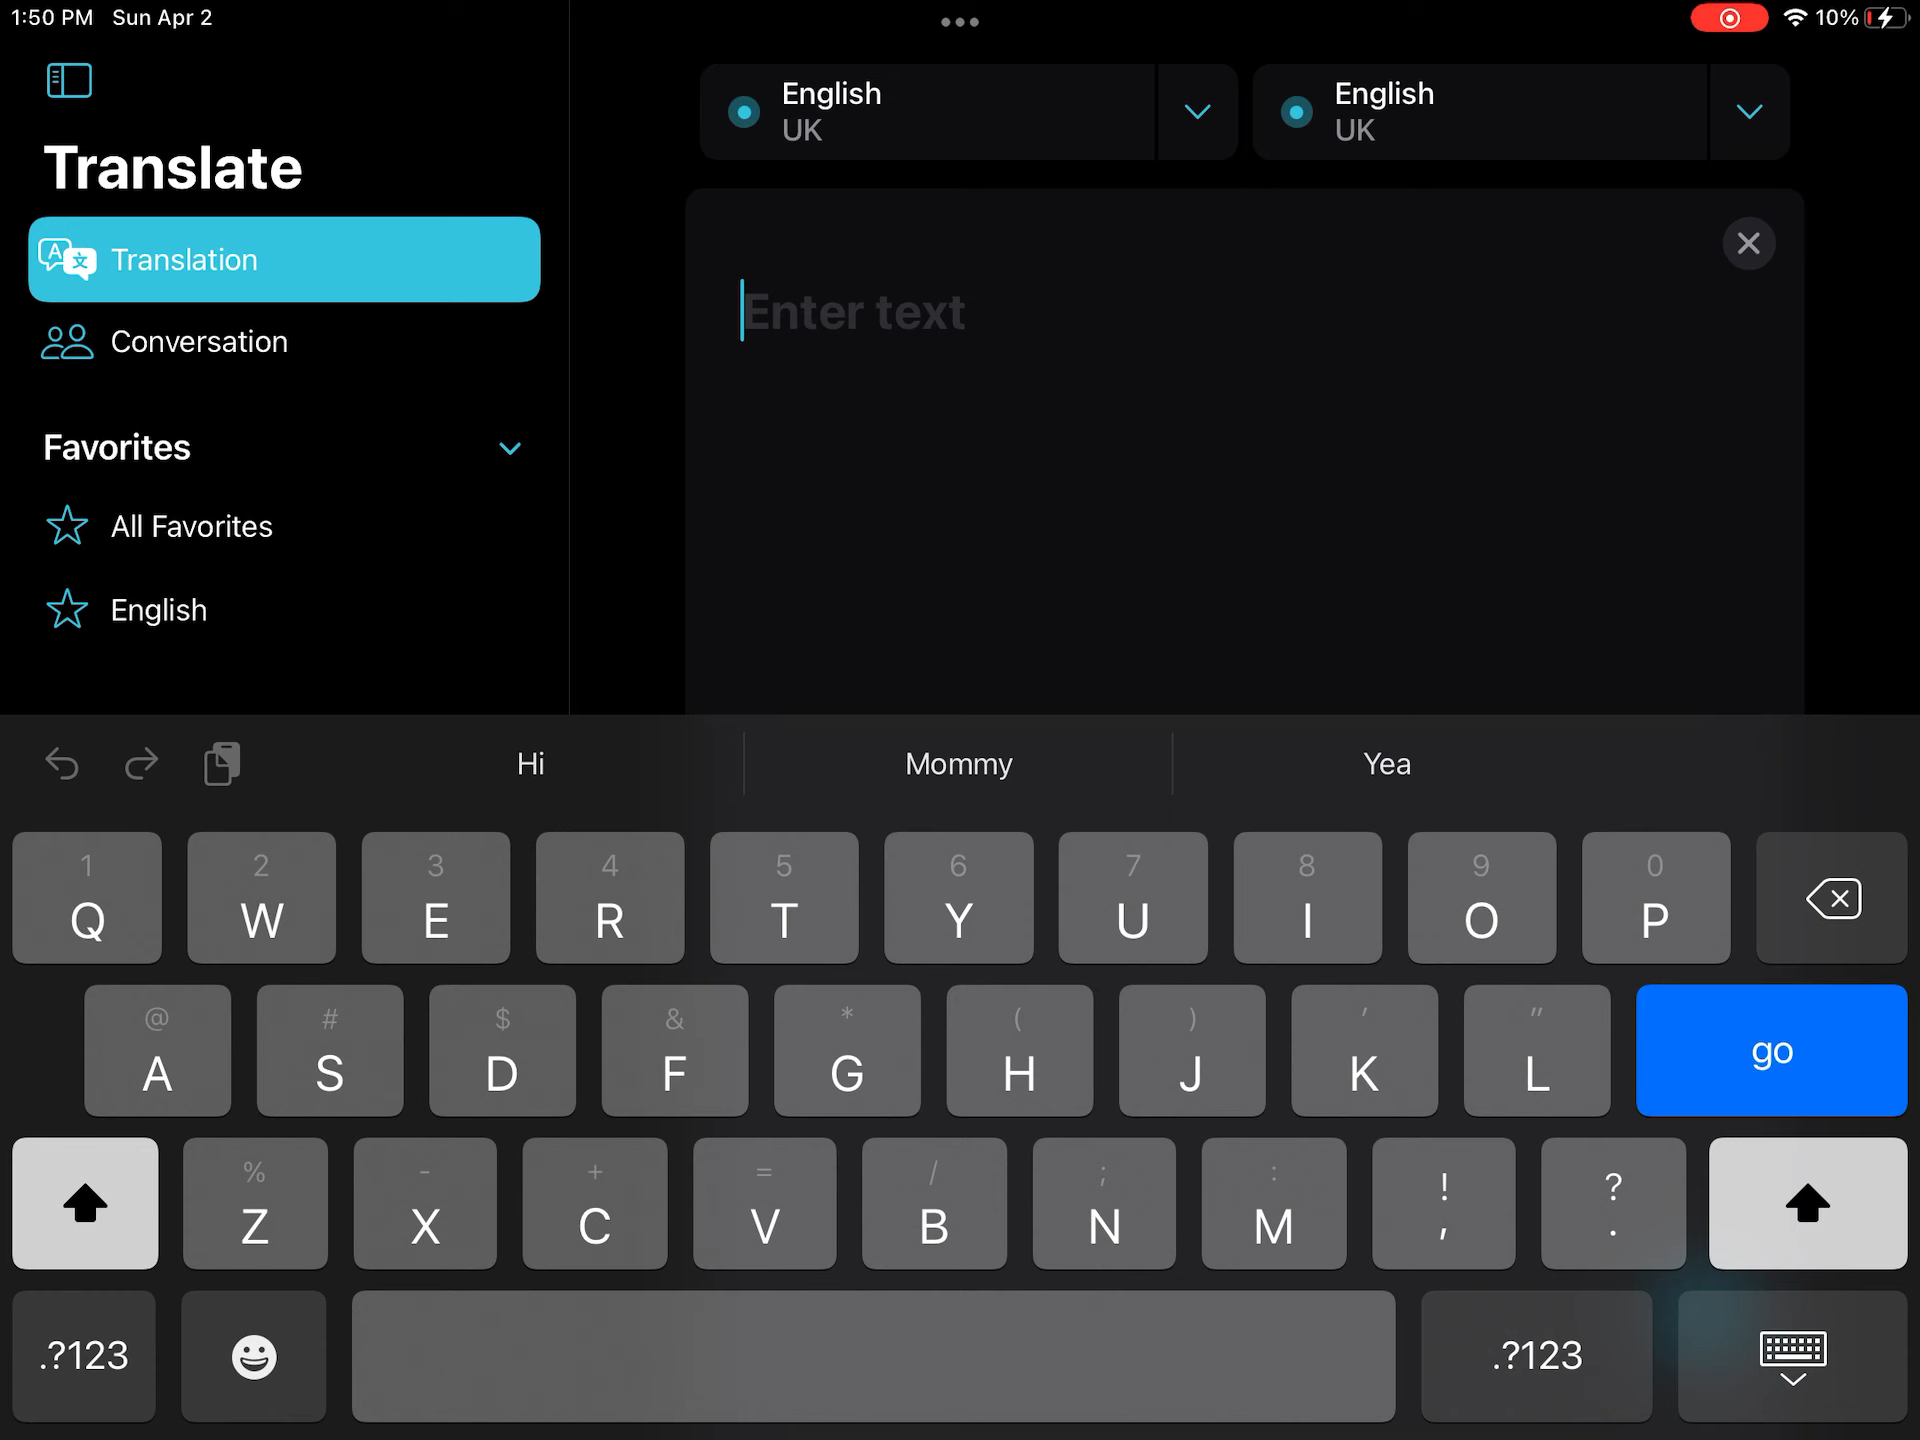 1:50 PM Sun Apr 2
10%
Translate
Translation
Conversation
Favorites
All Favorites
English
English
UK
English
UK
Enter text
Hi Mommy Yea
1 2 3 4 5 6 7 8 9 0
Q W E R T Y U I O P
@ # $ & * ( ) ' "
A S D F G H J K L go
% - + = / ; : ! ?
Z X C V B N M , .
.?123 .?123